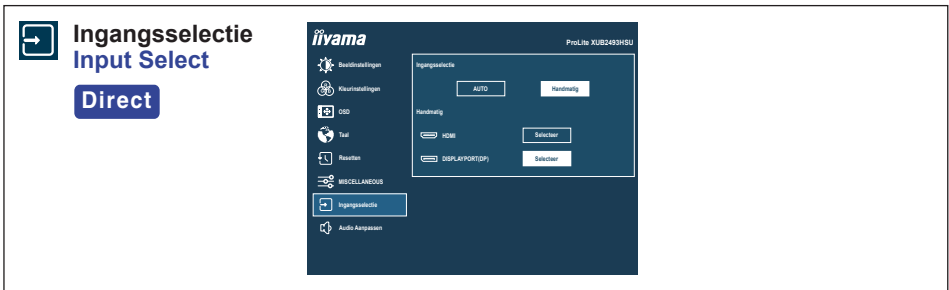 Ingangsselectie
Input Select
Direct
iiyama
ProLite XUB2493HSU
Beeldinstellingen
Kleurinstellingen
OSD
Taal
Resetten
MISCELLANEOUS
Ingangsselectie
Audio Aanpassen
Ingangsselectie
AUTO Handmatig
Handmatig
HDMI Selecteer
DISPLAYPORT(DP) Selecteer